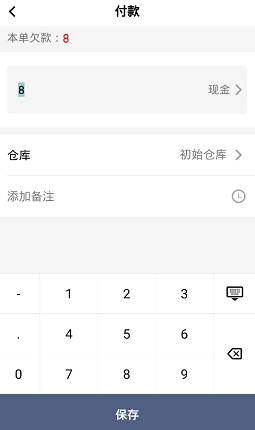 付款
本单欠款：8
8 现金
仓库 初始仓库
添加备注
- 1 2 3
. 4 5 6
0 7 8 9
保存